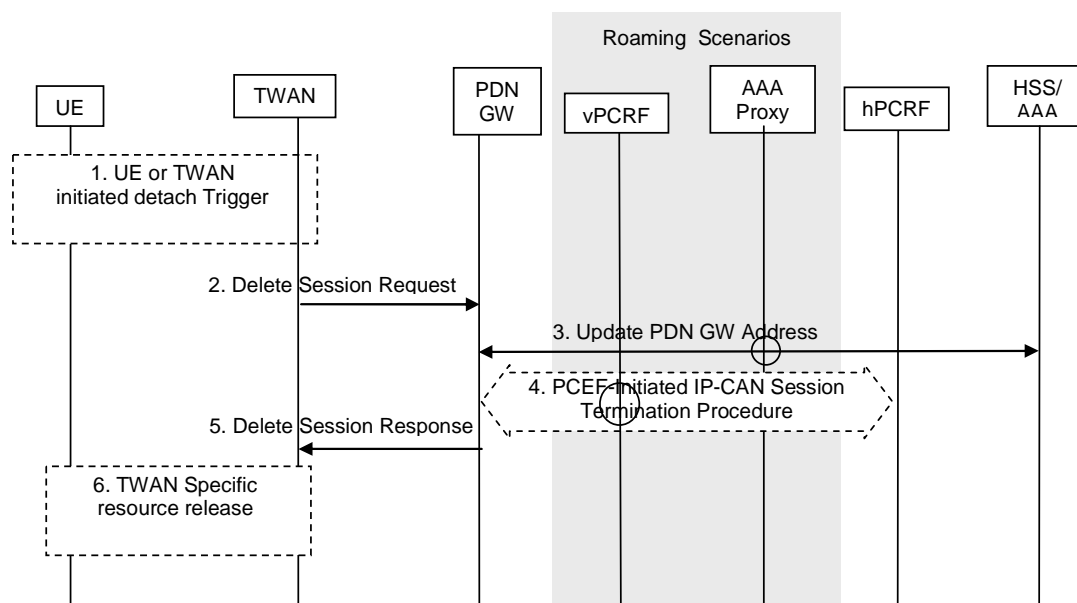 Roaming Scenarios
UE
TWAN
PDN
GW
vPCRF
AAA
Proxy
hPCRF
HSS/
AAA
1. UE or TWAN
initiated detach Trigger
2. Delete Session Request
3. Update PDN GW Address
4. PCEF-Initiated IP-CAN Session
Termination Procedure
5. Delete Session Response
6. TWAN Specific
resource release